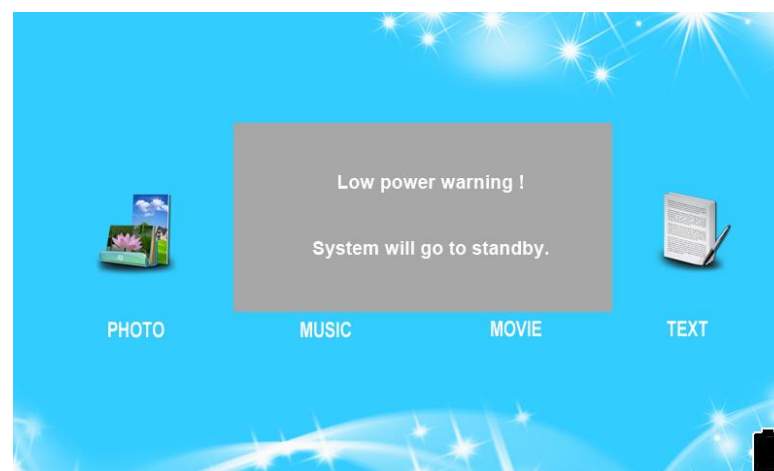 Low power warning !
System will go to standby.
PHOTO MUSIC MOVIE TEXT